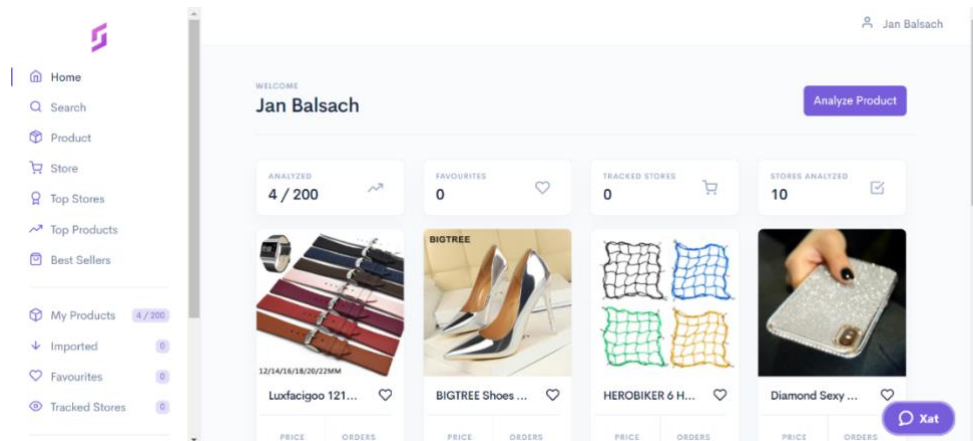 Jan Balsach
Home
Search
Product
Store
Top Stores
Top Products
Best Sellers
My Products 4 / 200
Imported 0
Favourites 0
Tracked Stores 0
WELCOME
Jan Balsach
Analyze Product
ANALYZED
4 / 200
FAVOURITES
0
TRACKED STORES
0
STORES ANALYZED
10
12/14/16/18/20/22MM
Luxfacigoo 121...
PRICE ORDERS
BIGTREE
BIGTREE Shoes ...
PRICE ORDERS
HEROBIKER 6 H...
PRICE ORDERS
Diamond Sexy ...
PRICE ORDERS
Xat